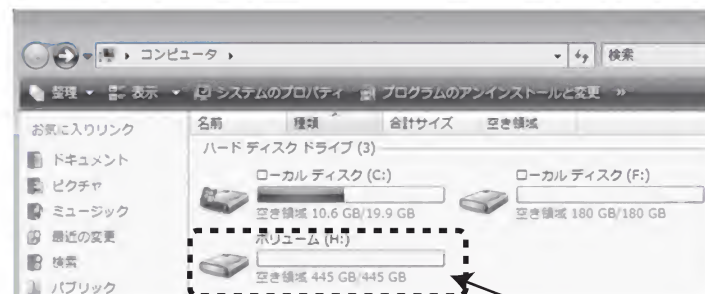 コンピュータ
検索
整理 表示 システムのプロパティ プログラムのアンインストールと変更 »
名前 種類 合計サイズ 空き領域
お気に入りリンク
ドキュメント
ピクチャ
ミュージック
最近の変更
検索
パブリック
ハード ディスク ドライブ (3)
ローカル ディスク (C:)
空き領域 10.6 GB/19.9 GB
ローカル ディスク (F:)
空き領域 180 GB/180 GB
ボリューム (H:)
空き領域 445 GB/445 GB